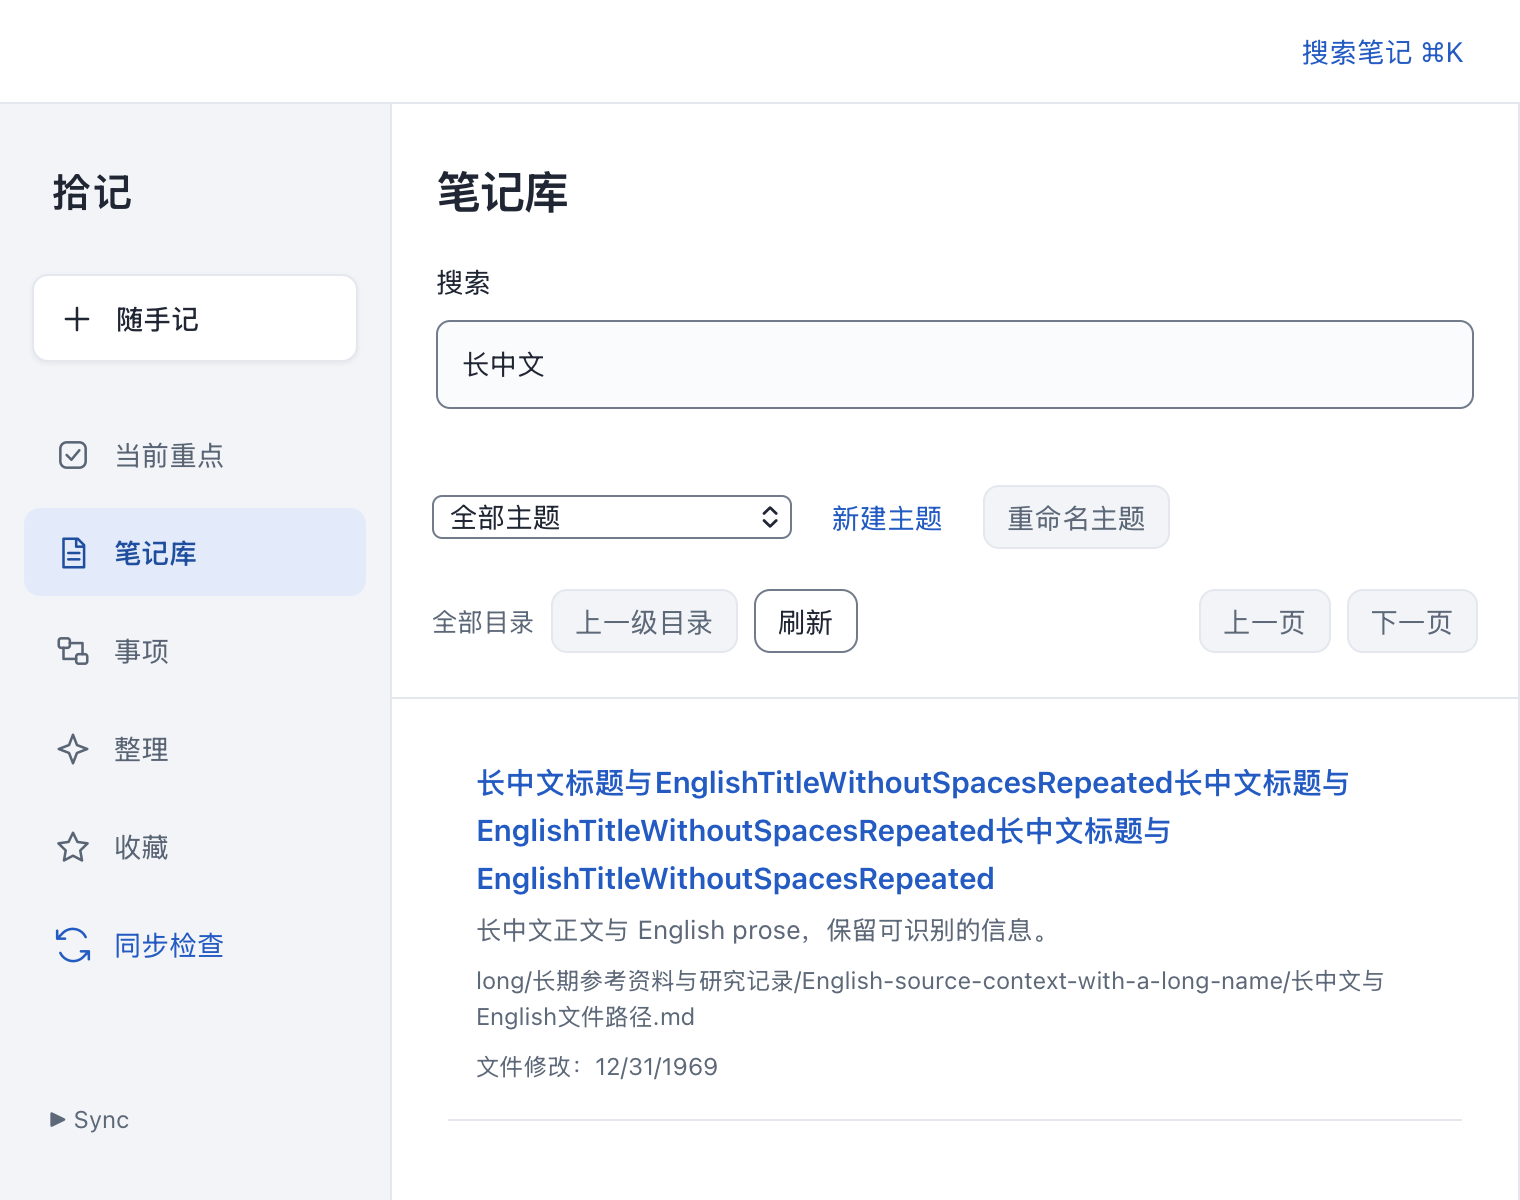 搜索笔记 ⌘K
拾记
随手记
当前重点
笔记库
事项
整理
收藏
同步检查
Sync
笔记库
搜索
长中文
全部主题
新建主题
重命名主题
全部目录
上一级目录
刷新
上一页
下一页
长中文标题与EnglishTitleWithoutSpacesRepeated长中文标题与
EnglishTitleWithoutSpacesRepeated长中文标题与
EnglishTitleWithoutSpacesRepeated
长中文正文与 English prose，保留可识别的信息。
long/长期参考资料与研究记录/English-source-context-with-a-long-name/长中文与
English文件路径.md
文件修改：12/31/1969